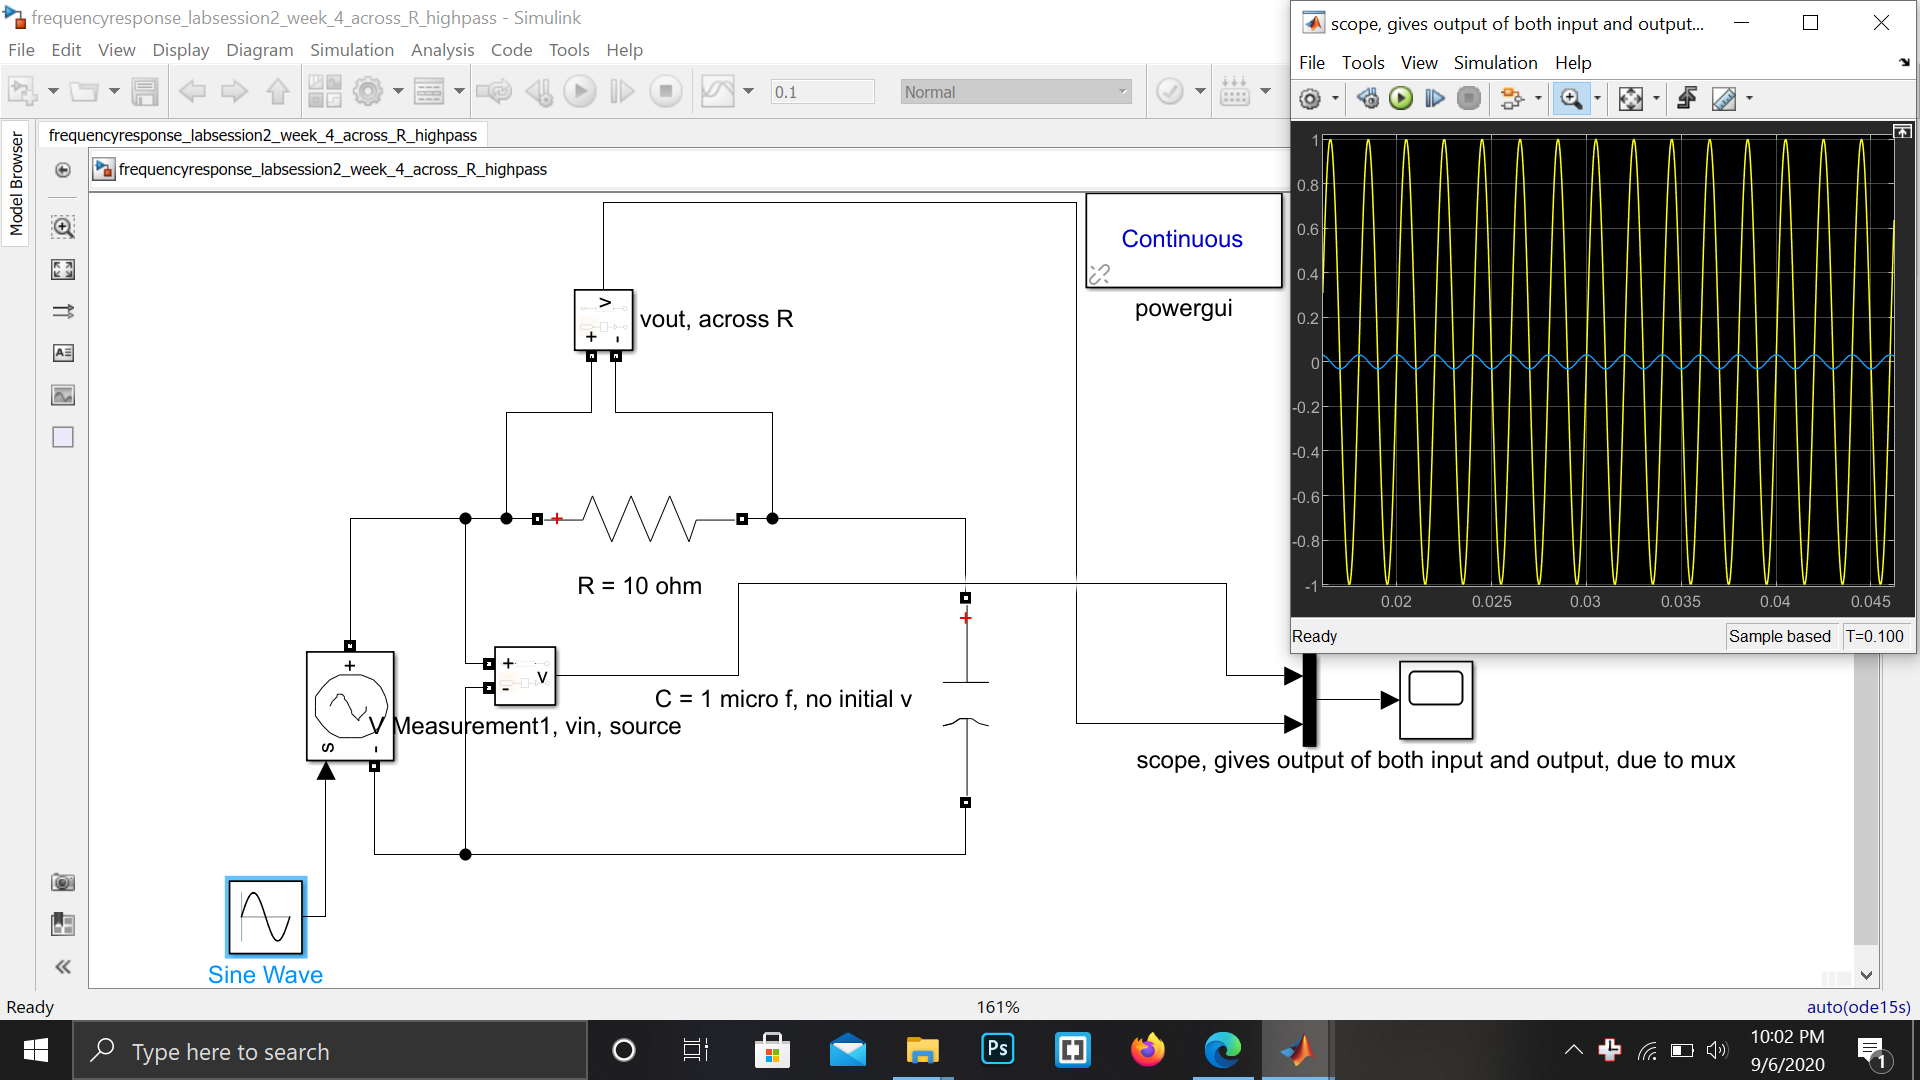 frequencyresponse_labsession2_week_4_across_R_highpass - Simulink
File Edit View Display Diagram Simulation Analysis Code Tools Help
0.1
Normal
Model Browser
frequencyresponse_labsession2_week_4_across_R_highpass
frequencyresponse_labsession2_week_4_across_R_highpass
Continuous
powergui
vout, across R
R = 10 ohm
C = 1 micro f, no initial v
V Measurement1, vin, source
v
s
scope, gives output of both input and output, due to mux
Sine Wave
Ready
161%
auto(ode15s)
scope, gives output of both input and output...
File Tools View Simulation Help
1
0.8
0.6
0.4
0.2
0
-0.2
-0.4
-0.6
-0.8
-1
0.02 0.025 0.03 0.035 0.04 0.045
Ready
Sample based
T=0.100
Type here to search
Ps
10:02 PM
9/6/2020
1